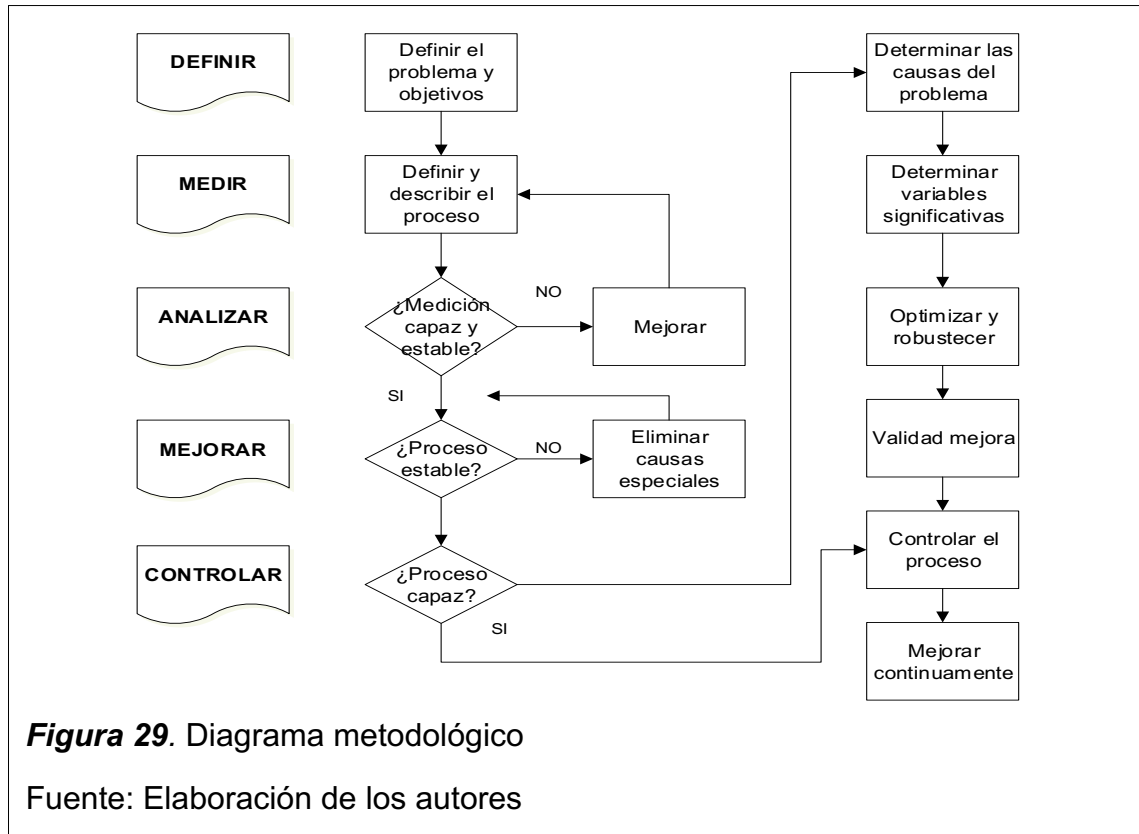 DEFINIR
MEDIR
ANALIZAR
MEJORAR
CONTROLAR
Definir el
problema y
objetivos
Definir y
describir el
proceso
¿Medición
capaz y
estable?
NO
Mejorar
SI
¿Proceso
estable?
NO
Eliminar
causas
especiales
¿Proceso
capaz?
SI
Determinar las
causas del
problema
Determinar
variables
significativas
Optimizar y
robustecer
Validad mejora
Controlar el
proceso
Mejorar
continuamente
Figura 29. Diagrama metodológico
Fuente: Elaboración de los autores